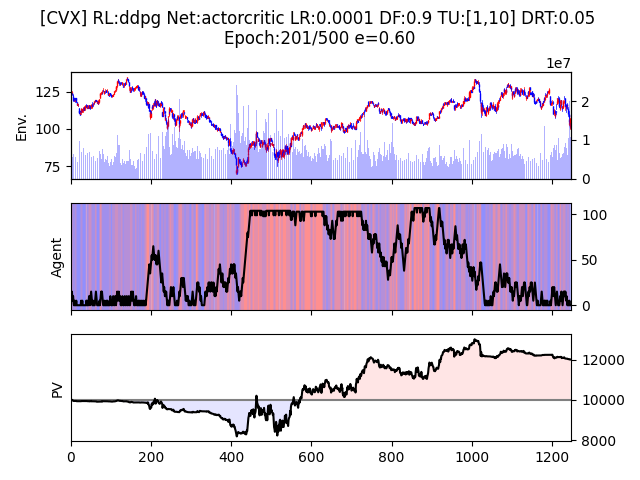 [CVX] RL:ddpg Net:actorcritic LR:0.0001 DF:0.9 TU:[1,10] DRT:0.05
Epoch:201/500 e=0.60
1e7
Env.
125
100
75
2
1
0
Agent
100
50
0
PV
12000
10000
8000
0 200 400 600 800 1000 1200